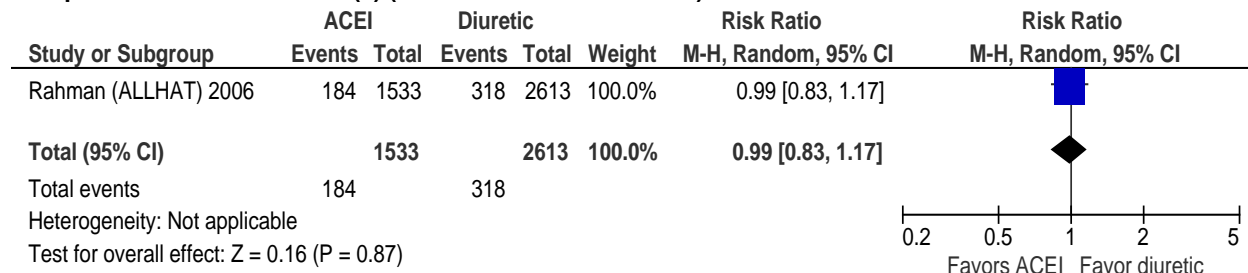 ACEI Diuretic Risk Ratio Risk Ratio
Study or Subgroup Events Total Events Total Weight M-H, Random, 95% CI M-H, Random, 95% CI
Rahman (ALLHAT) 2006 184 1533 318 2613 100.0% 0.99 [0.83, 1.17]
Total (95% CI) 1533 2613 100.0% 0.99 [0.83, 1.17]
Total events 184 318
Heterogeneity: Not applicable
Test for overall effect: Z = 0.16 (P = 0.87)
0.2 0.5 1 2 5
Favors ACEI Favor diuretic